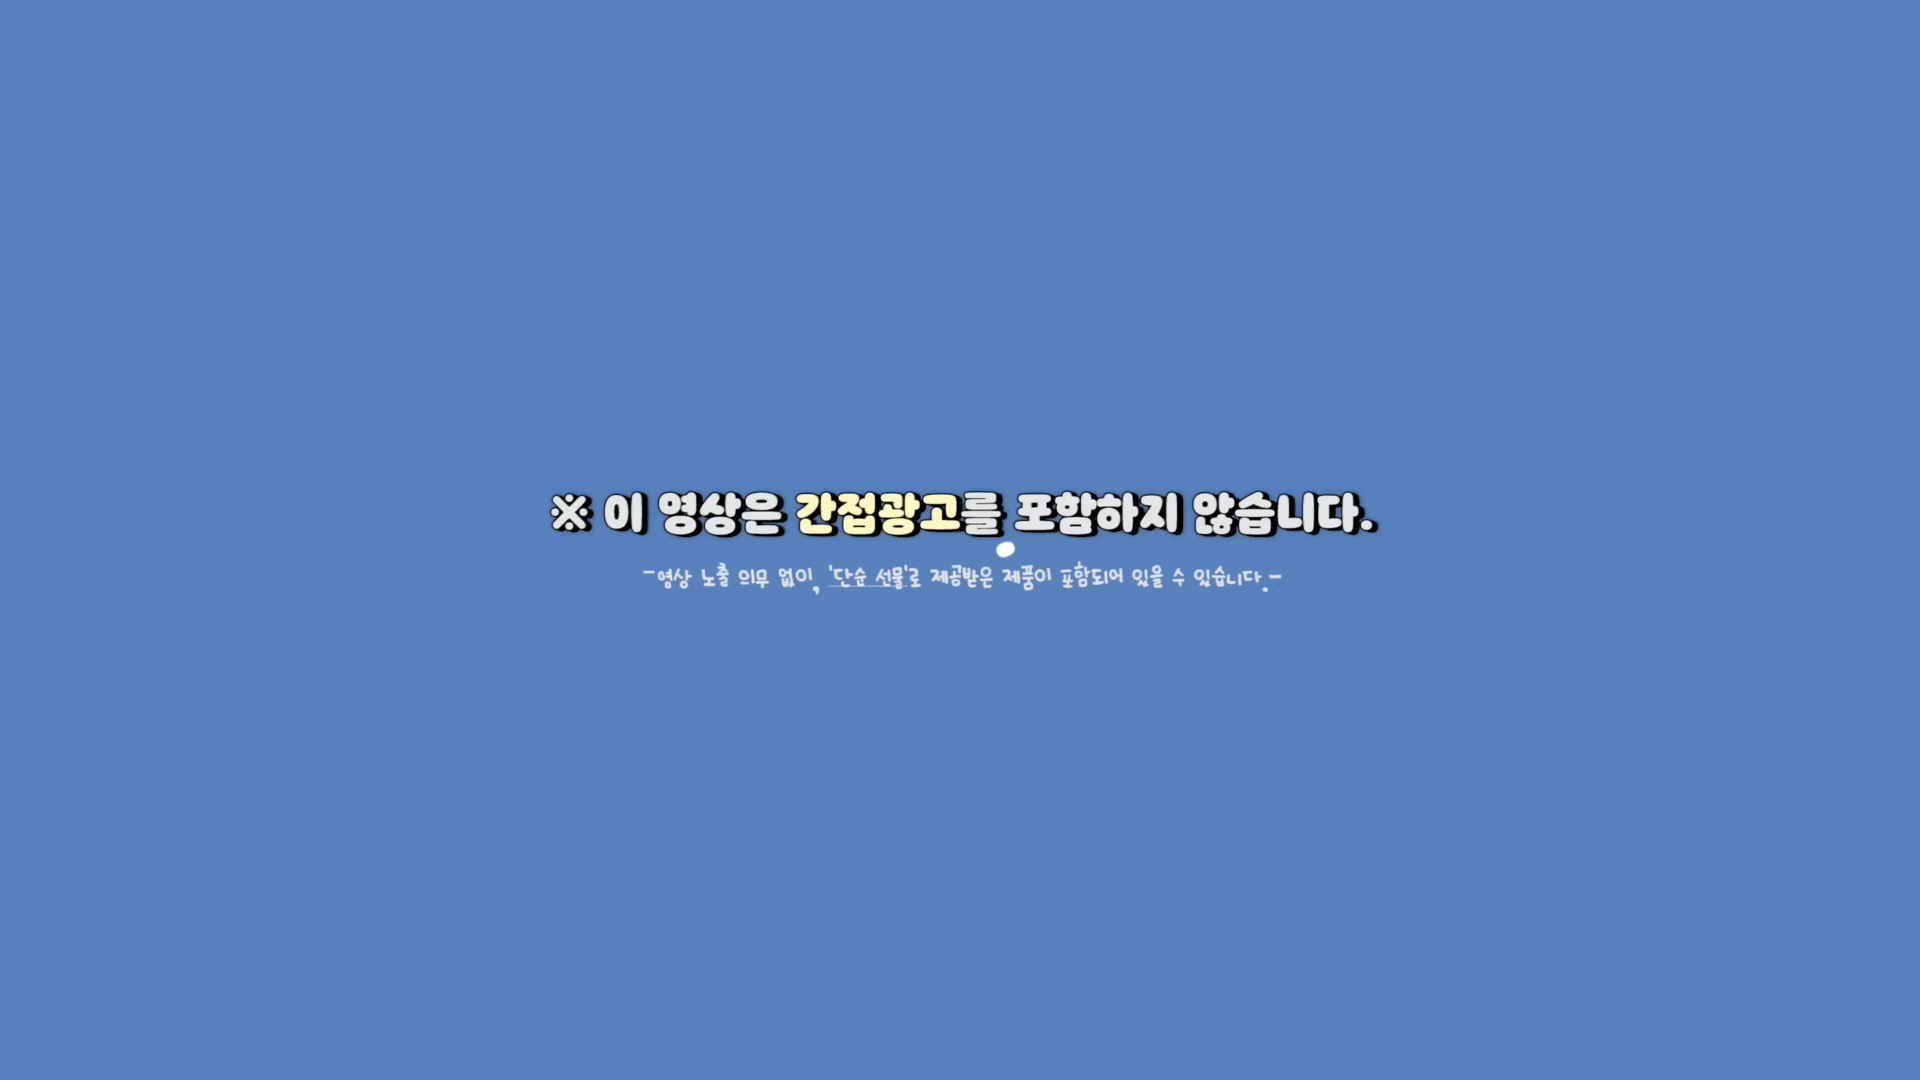 ※ 이 영상은 간접광고를 포함하지 않습니다.
-영상 노출 의무 없이, '단순 선물'로 제공받은 제품이 포함되어 있을 수 있습니다.-